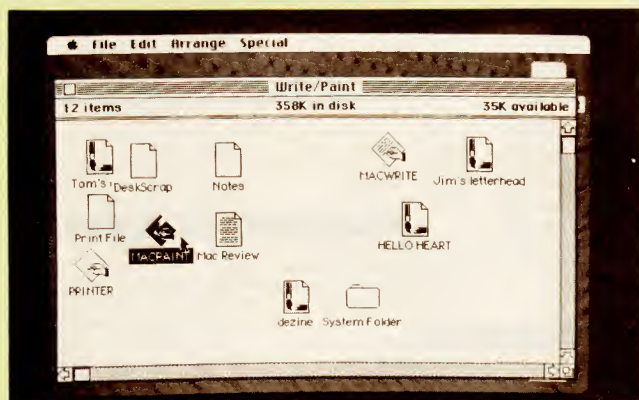 File Edit Arrange Special
Write/Paint
12 items 358K in disk 35K available
Tom's DeskScrap Notes MACWRITE Jim's letterhead
Print File MACPAINT Mac Review HELLO HEART
PRINTER
dezine System Folder